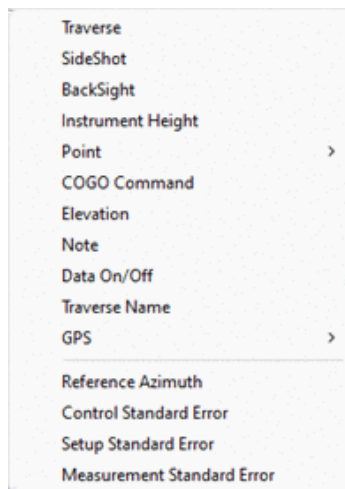 Traverse
SideShot
BackSight
Instrument Height
Point
COGO Command
Elevation
Note
Data On/Off
Traverse Name
GPS
Reference Azimuth
Control Standard Error
Setup Standard Error
Measurement Standard Error